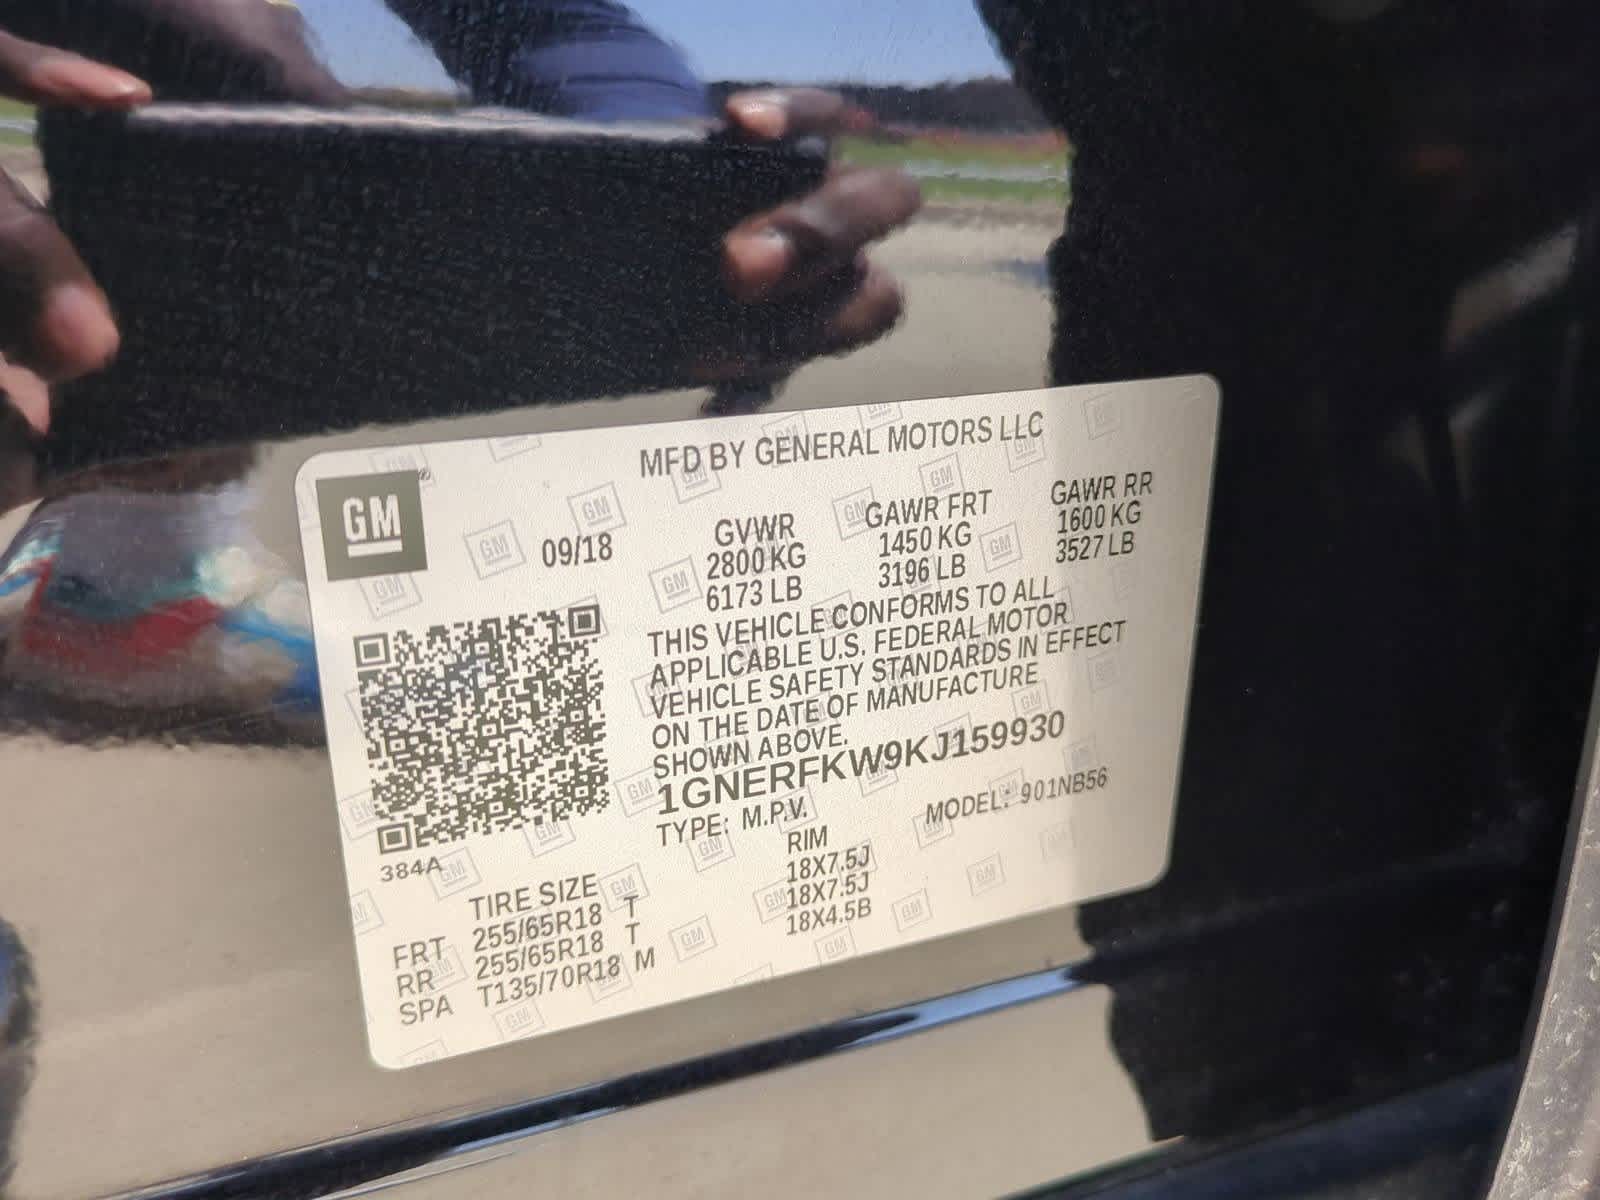 MFD BY GENERAL MOTORS LLC
GM®
09/18
GVWR
2800 KG
6173 LB
GAWR FRT
1450 KG
3196 LB
GAWR RR
1600 KG
3527 LB
THIS VEHICLE CONFORMS TO ALL
APPLICABLE U.S. FEDERAL MOTOR
VEHICLE SAFETY STANDARDS IN EFFECT
ON THE DATE OF MANUFACTURE
SHOWN ABOVE.
1GNERFKW9KJ159930
TYPE: M.P.V.
MODEL: 901NB56
384A
TIRE SIZE RIM
FRT 255/65R18 T 18X7.5J
RR 255/65R18 T 18X7.5J
SPA T135/70R18 M 18X4.5B